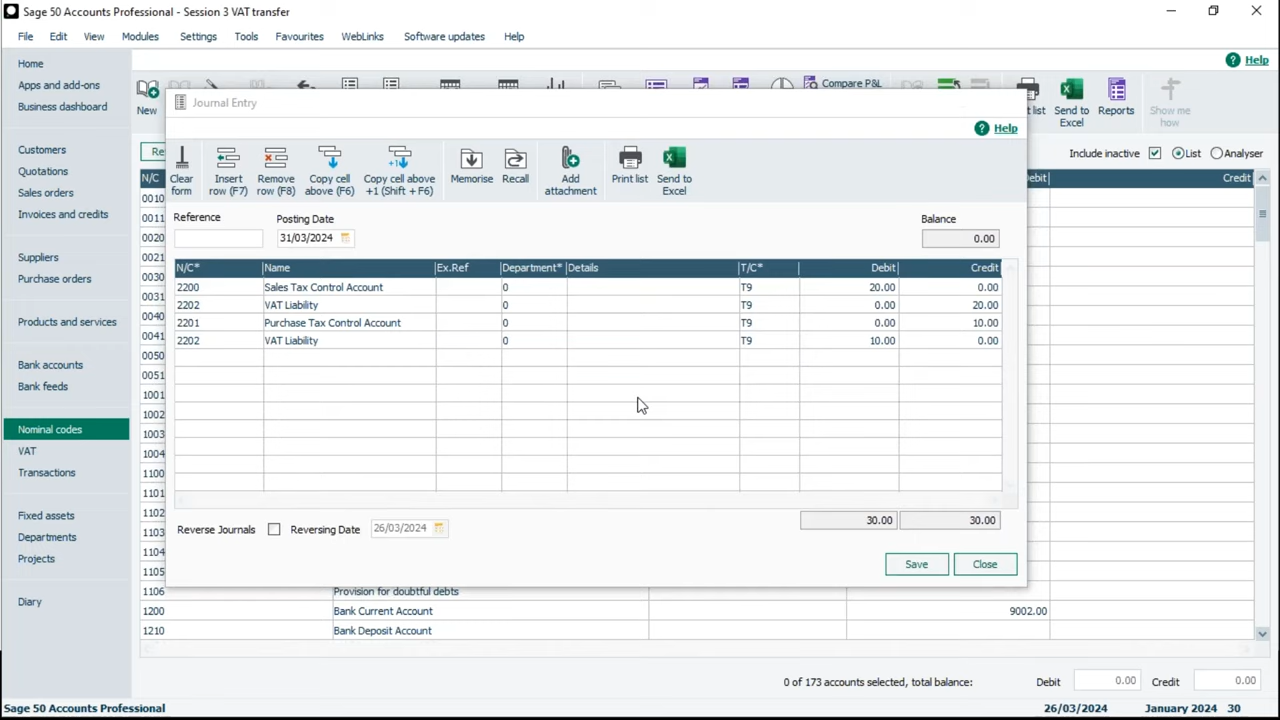 Sage 50 Accounts Professional - Session 3 VAT transfer
File Edit View Modules Settings Tools Favourites WebLinks Software updates Help
Home
Apps and add-ons
Business dashboard
Customers
Quotations
Sales orders
Invoices and credits
Suppliers
Purchase orders
Products and services
Bank accounts
Bank feeds
Nominal codes
VAT
Transactions
Fixed assets
Departments
Projects
Diary
Help
New
Compare P&L
t list
Send to Excel
Reports
Show me how
Re
Include inactive List Analyser
N/C ebit Credit
0010
0011
0020
0021
0030
0031
0040
0041
0050
0051
1001
1002
1003
1004
1100
1101
1102
1103
1104
1105
1106 Provision for doubtful debts
1200 Bank Current Account 9002.00
1210 Bank Deposit Account
Journal Entry
Help
Clear form
Insert row (F7)
Remove row (F8)
Copy cell above (F6)
+1
Copy cell above +1 (Shift + F6)
Memorise
Recall
Add attachment
Print list
Send to Excel
Reference Posting Date Balance
31/03/2024 0.00
N/C* Name Ex.Ref Department* Details T/C* Debit Credit
2200 Sales Tax Control Account 0 T9 20.00 0.00
2202 VAT Liability 0 T9 0.00 20.00
2201 Purchase Tax Control Account 0 T9 0.00 10.00
2202 VAT Liability 0 T9 10.00 0.00
30.00 30.00
Reverse Journals Reversing Date 26/03/2024
Save Close
0 of 173 accounts selected, total balance: Debit 0.00 Credit 0.00
Sage 50 Accounts Professional 26/03/2024 January 2024 30